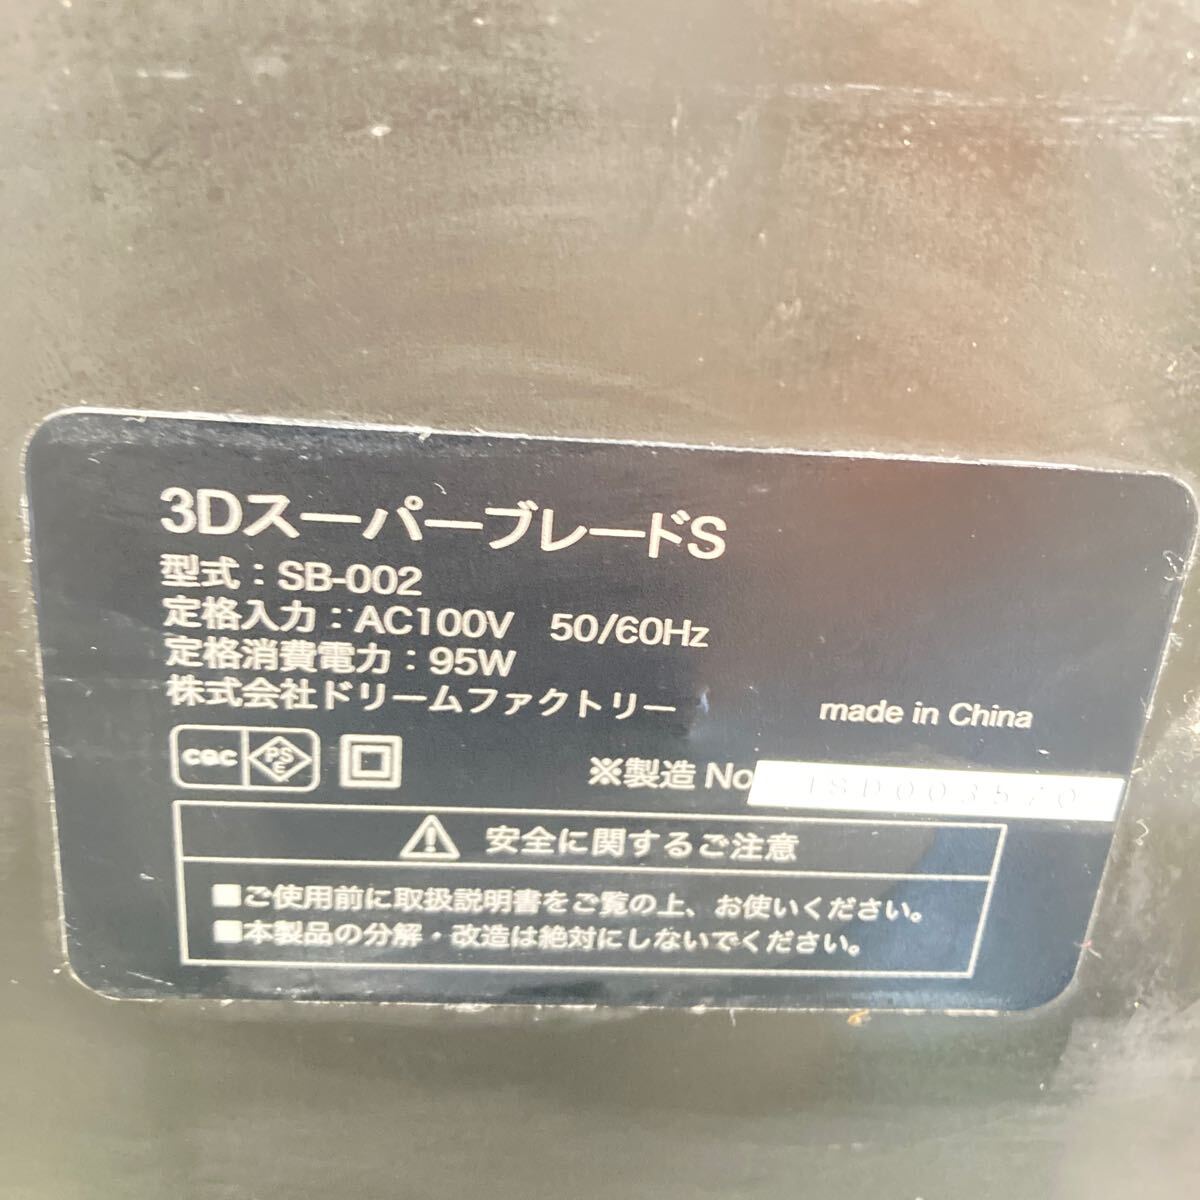 3DスーパーブレードS
型式：SB-002
定格入力：AC100V　50/60Hz
定格消費電力：95W
株式会社ドリームファクトリー
made in China
cqc PSE
※製造 No
⚠ 安全に関するご注意
■ご使用前に取扱説明書をご覧の上、お使いください。
■本製品の分解・改造は絶対にしないでください。